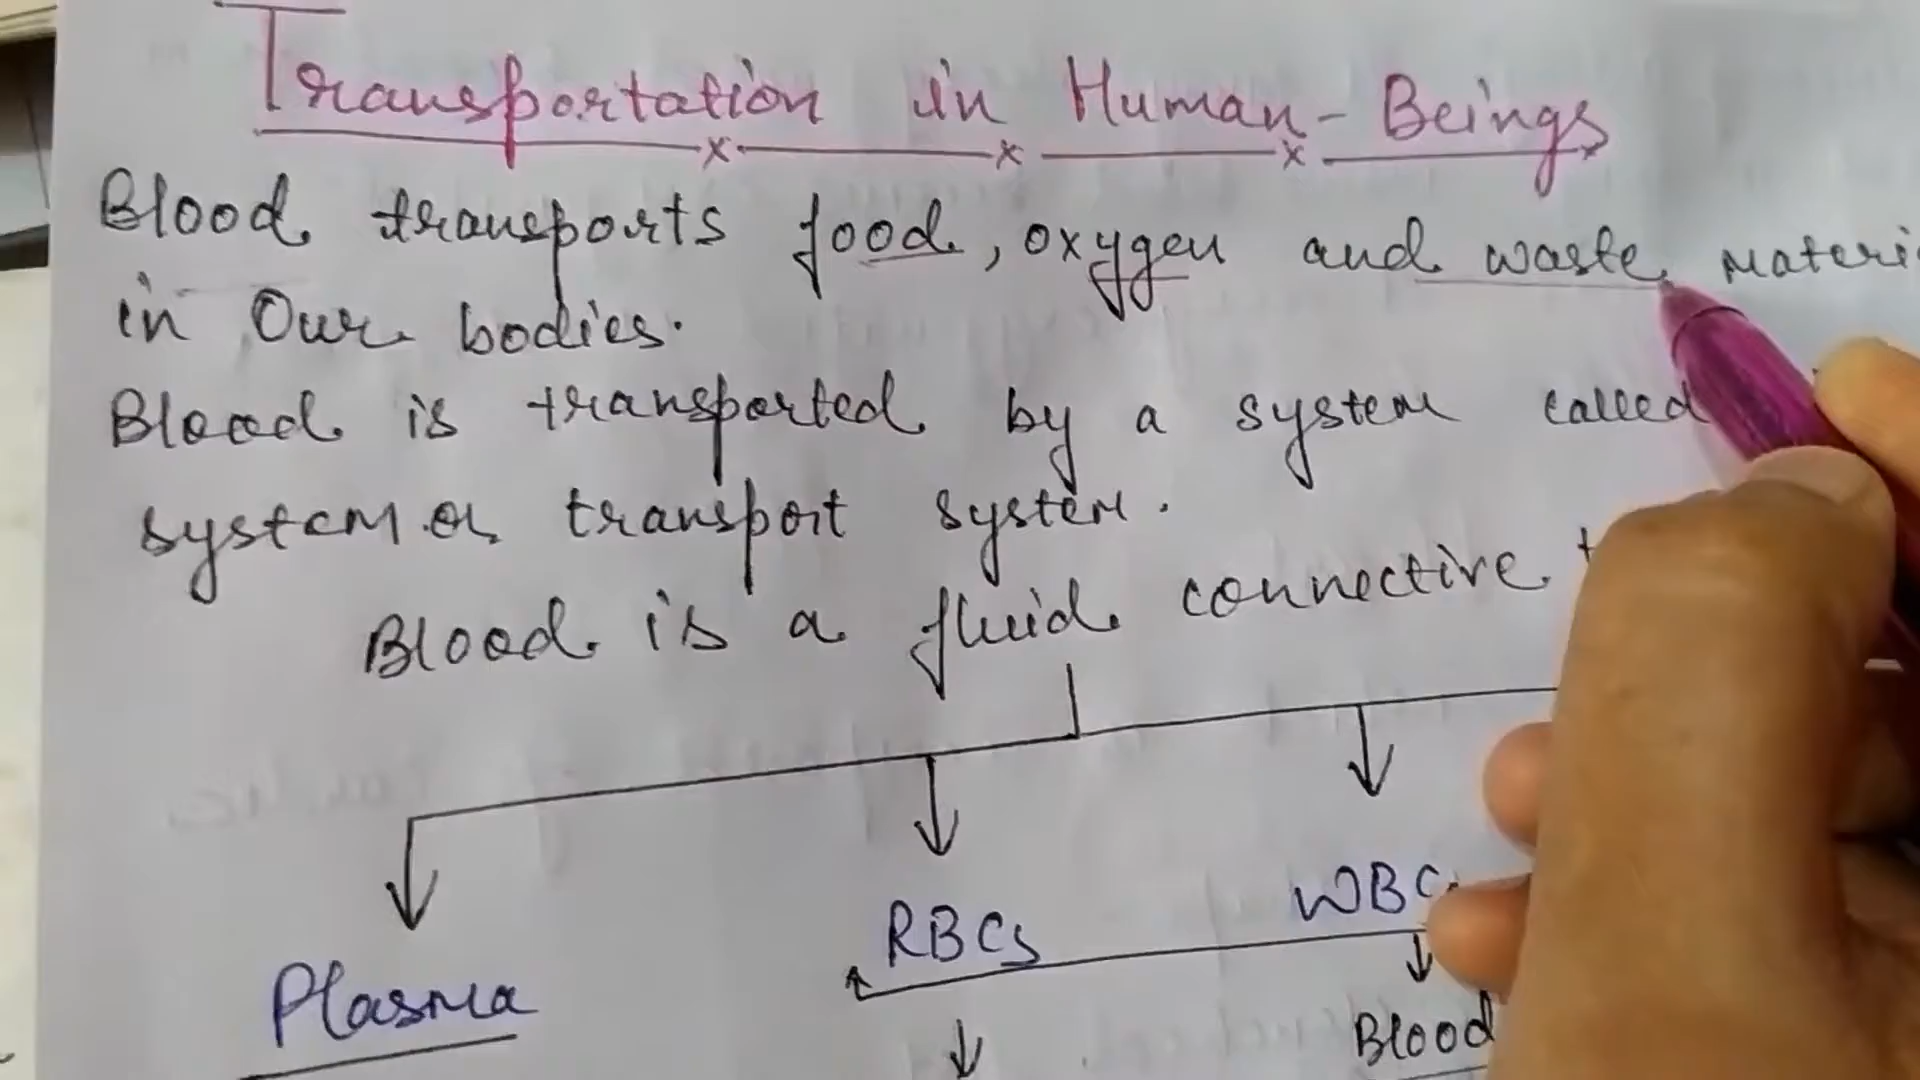 Transportation in Human-Beings
Blood transports food, oxygen and waste materi
in Our bodies.
Blood is transported by a system called
system or transport system.
Blood is a fluid connective t
Plasma
RBCs
WBC
Blood